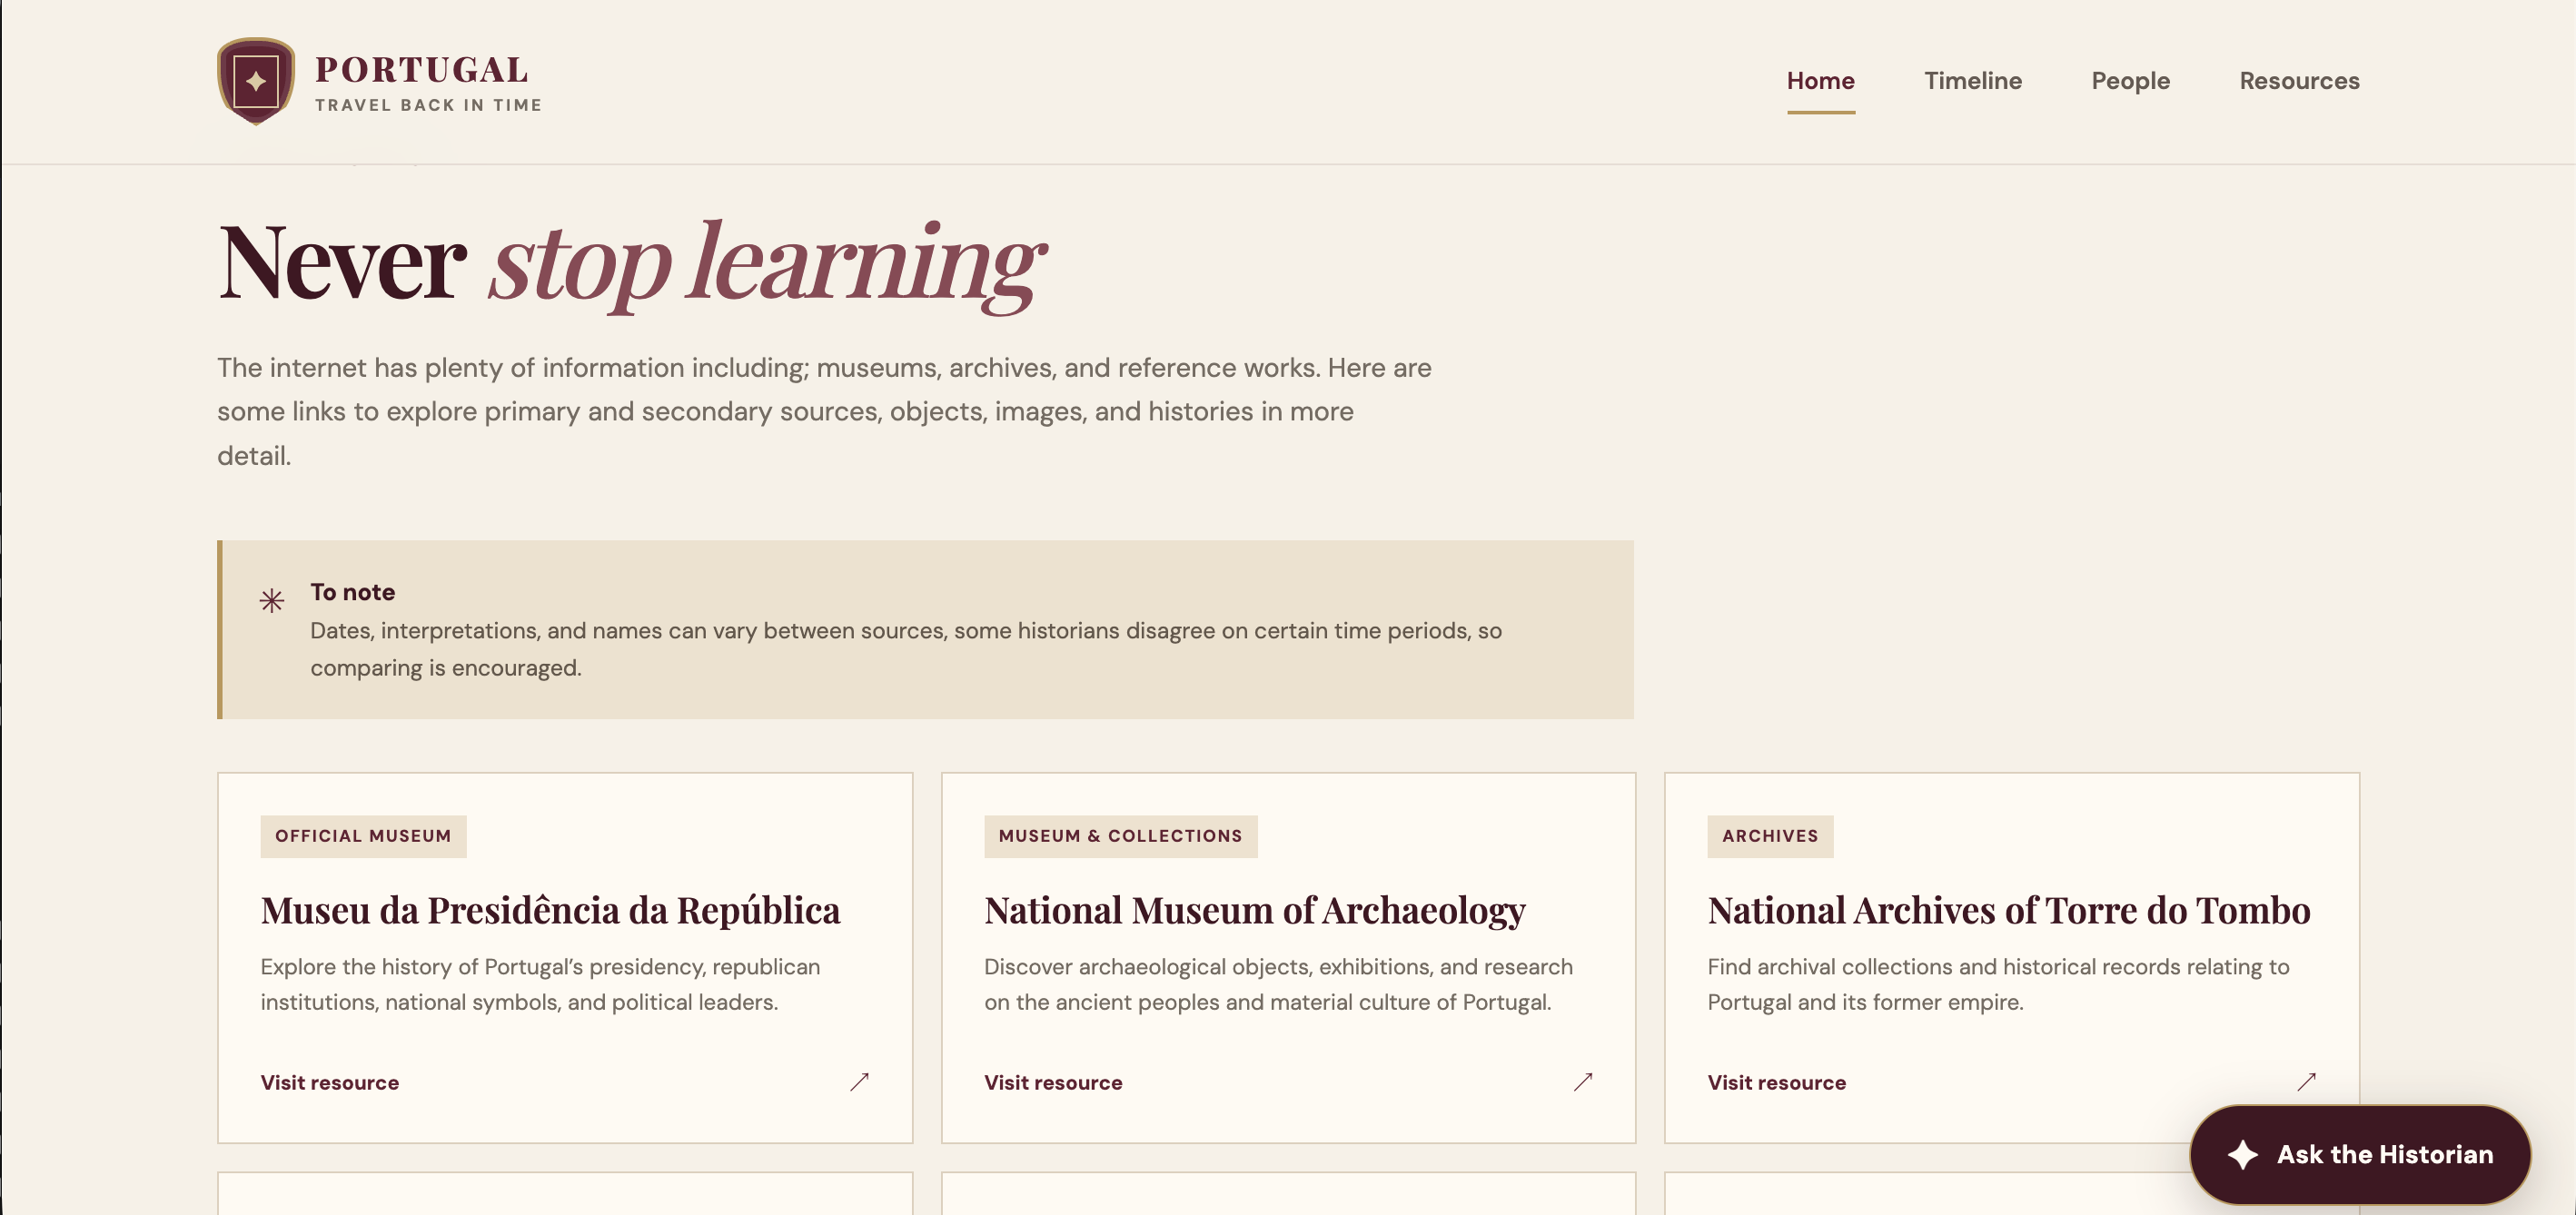 PORTUGAL
TRAVEL BACK IN TIME
Home
Timeline
People
Resources
Never stop learning
The internet has plenty of information including; museums, archives, and reference works. Here are
some links to explore primary and secondary sources, objects, images, and histories in more
detail.
To note
Dates, interpretations, and names can vary between sources, some historians disagree on certain time periods, so
comparing is encouraged.
OFFICIAL MUSEUM
Museu da Presidência da República
Explore the history of Portugal’s presidency, republican
institutions, national symbols, and political leaders.
Visit resource
MUSEUM & COLLECTIONS
National Museum of Archaeology
Discover archaeological objects, exhibitions, and research
on the ancient peoples and material culture of Portugal.
Visit resource
ARCHIVES
National Archives of Torre do Tombo
Find archival collections and historical records relating to
Portugal and its former empire.
Visit resource
Ask the Historian